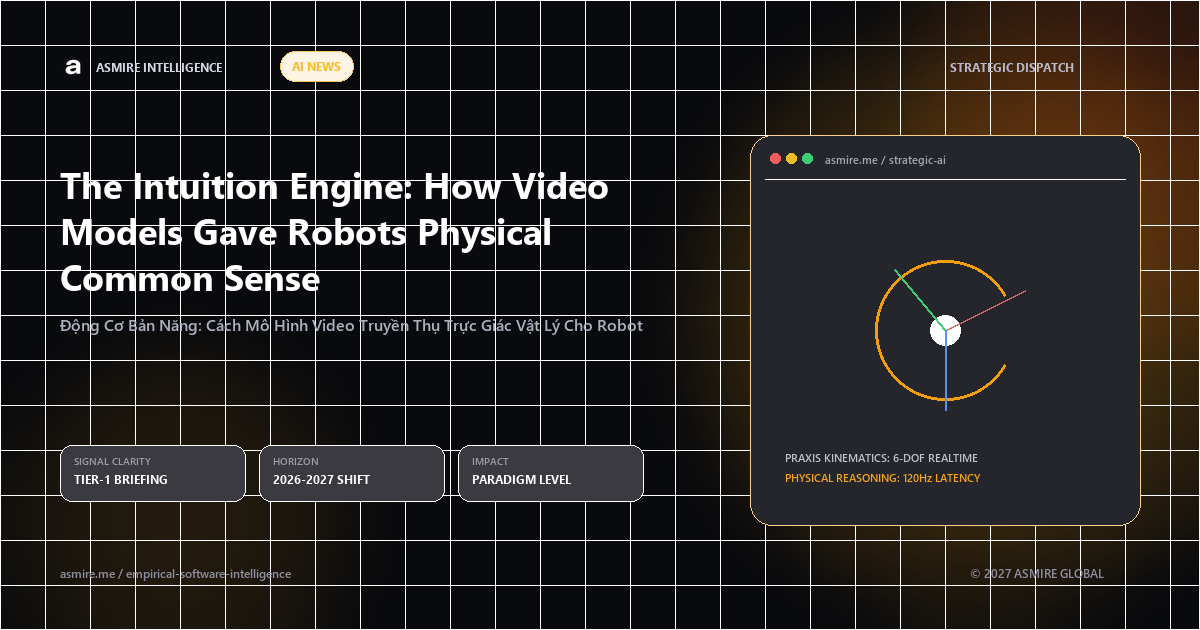 a ASMIRE INTELLIGENCE
AI NEWS
STRATEGIC DISPATCH
The Intuition Engine: How Video
Models Gave Robots Physical
Common Sense
Động Cơ Bản Năng: Cách Mô Hình Video Truyền Thụ Trực Giác Vật Lý Cho Robot
SIGNAL CLARITY
TIER-1 BRIEFING
HORIZON
2026-2027 SHIFT
IMPACT
PARADIGM LEVEL
asmire.me / strategic-ai
PRAXIS KINEMATICS: 6-DOF REALTIME
PHYSICAL REASONING: 120Hz LATENCY
asmire.me / empirical-software-intelligence
© 2027 ASMIRE GLOBAL